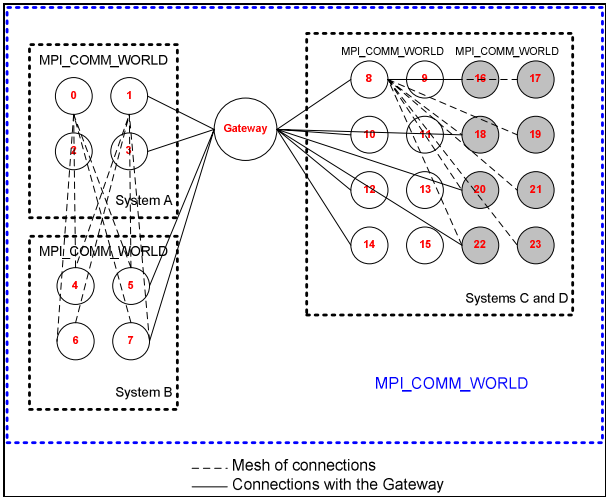 MPI_COMM_WORLD
0 1
2 3
System A
MPI_COMM_WORLD
4 5
6 7
System B
Gateway
MPI_COMM_WORLD MPI_COMM_WORLD
8 9 16 17
10 11 18 19
12 13 20 21
14 15 22 23
Systems C and D
MPI_COMM_WORLD
Mesh of connections
Connections with the Gateway